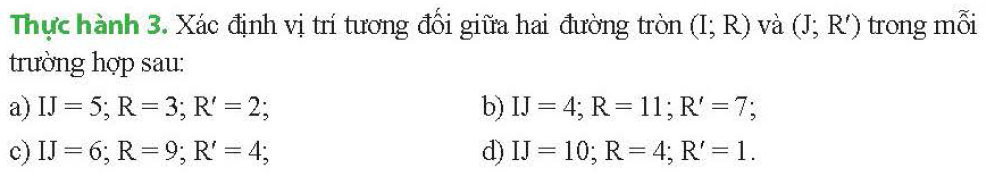 Thực hành 3. Xác định vị trí tương đối giữa hai đường tròn (I; R) và (J; R′) trong mỗi
trường hợp sau:
a) IJ = 5; R = 3; R′ = 2; b) IJ = 4; R = 11; R′ = 7;
c) IJ = 6; R = 9; R′ = 4; d) IJ = 10; R = 4; R′ = 1.